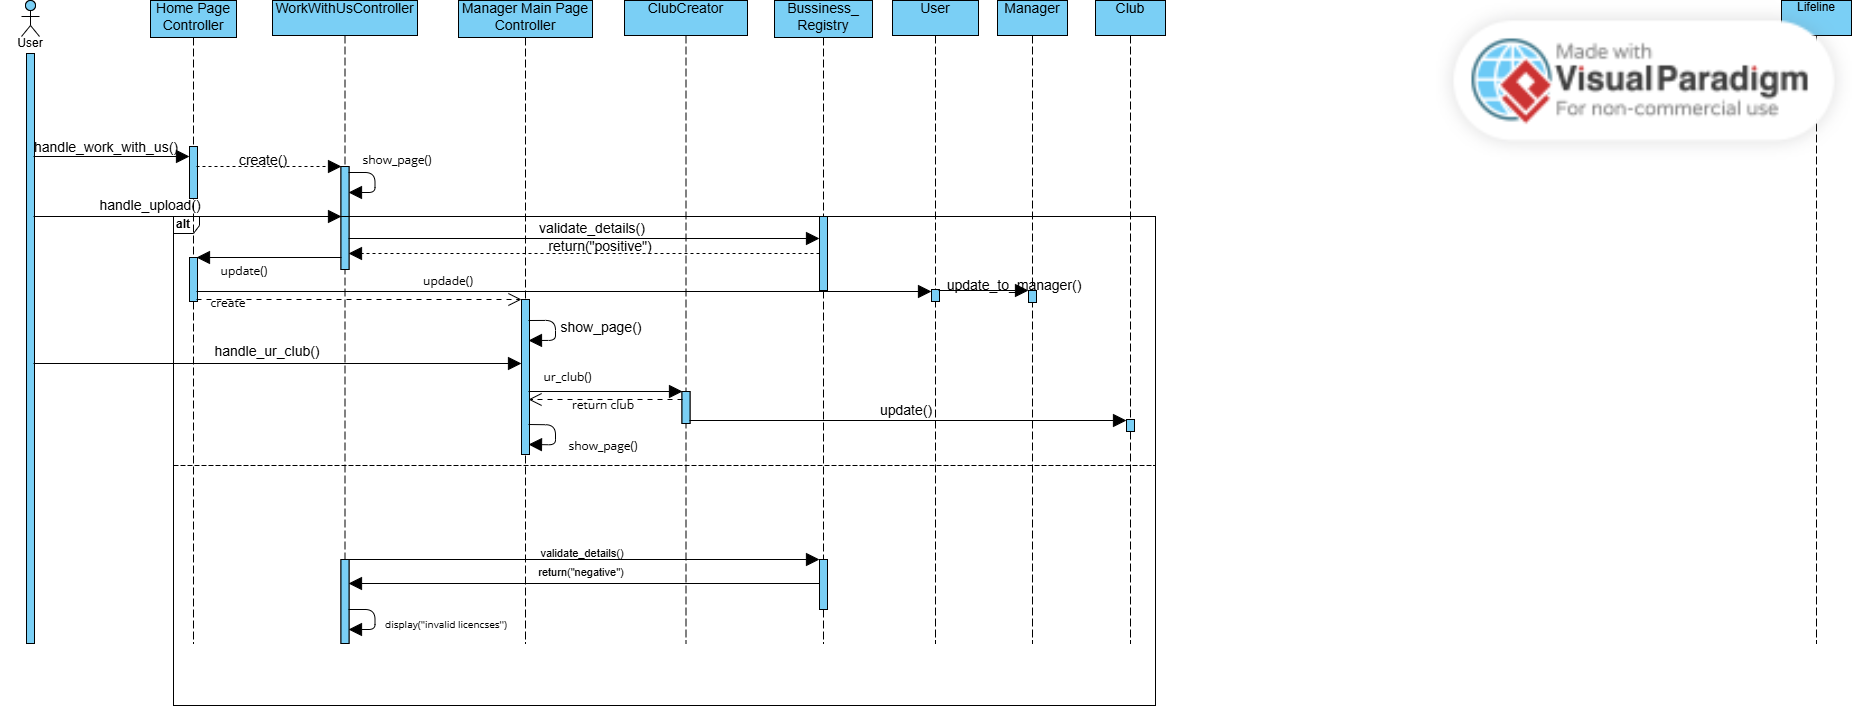 User
Home Page
Controller
WorkWithUsController
Manager Main Page
Controller
ClubCreator
Bussiness_
Registry
User
Manager
Club
Lifeline
Made with
Visual Paradigm
For non-commercial use
handle_work_with_us()
create()
show_page()
handle_upload()
alt
validate_details()
return("positive")
update()
updade()
update_to_manager()
create
show_page()
handle_ur_club()
ur_club()
return club
update()
show_page()
validate_details()
return("negative")
display("invalid licencses")